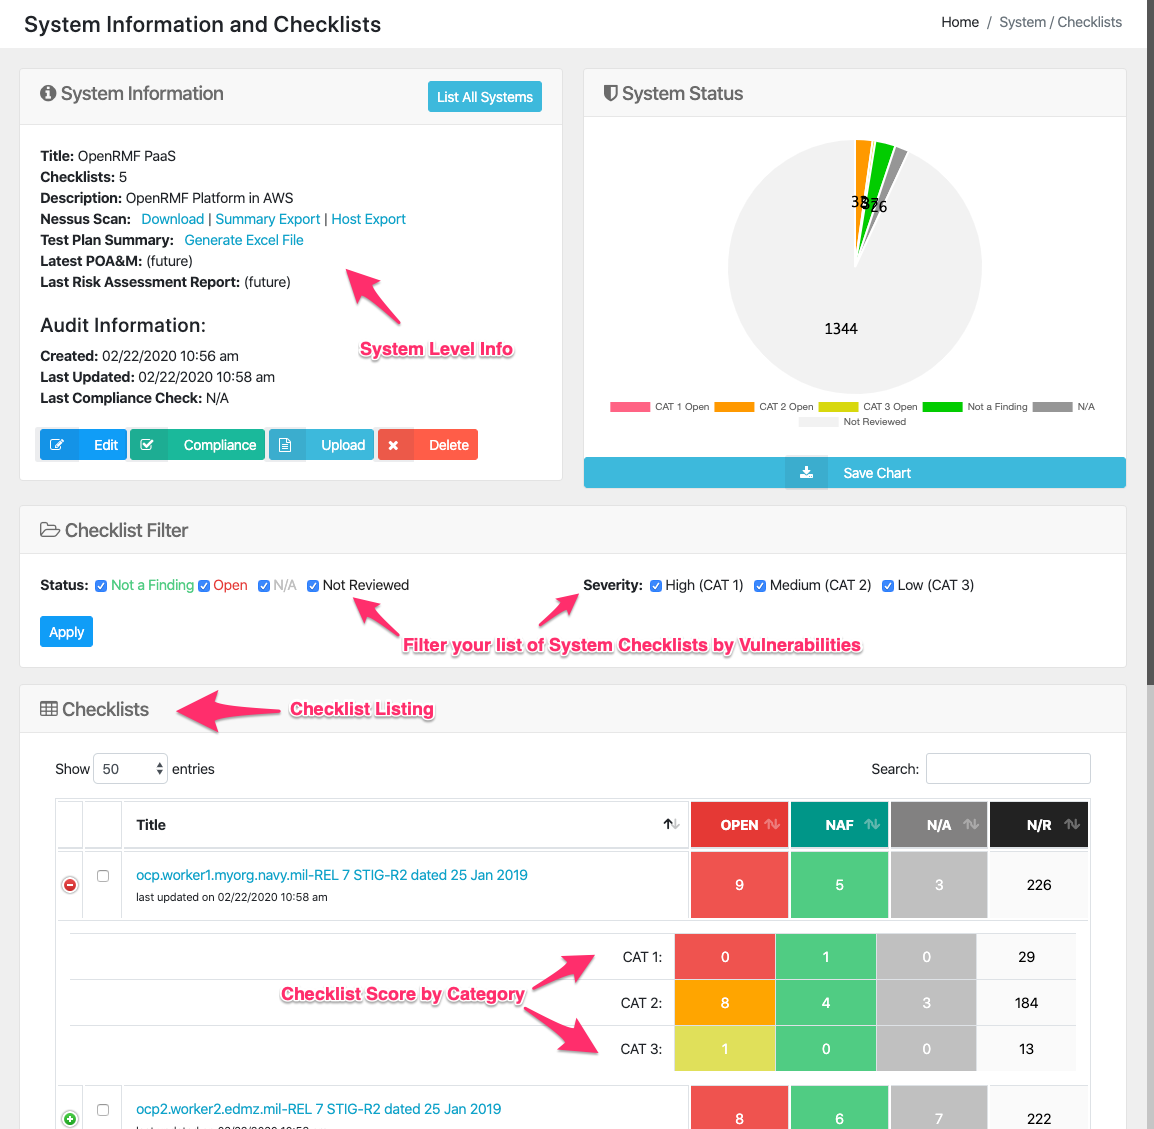 System Information and Checklists
Home / System / Checklists
System Information
List All Systems
Title: OpenRMF PaaS
Checklists: 5
Description: OpenRMF Platform in AWS
Nessus Scan: Download | Summary Export | Host Export
Test Plan Summary: Generate Excel File
Latest POA&M: (future)
Last Risk Assessment Report: (future)
System Level Info
Audit Information:
Created: 02/22/2020 10:56 am
Last Updated: 02/22/2020 10:58 am
Last Compliance Check: N/A
Edit Compliance Upload Delete
System Status
26
1344
CAT 1 Open CAT 2 Open CAT 3 Open Not a Finding N/A
Not Reviewed
Save Chart
Checklist Filter
Status: Not a Finding Open N/A Not Reviewed
Severity: High (CAT 1) Medium (CAT 2) Low (CAT 3)
Apply
Filter your list of System Checklists by Vulnerabilities
Checklists
Checklist Listing
Show 50 entries
Search:
Title OPEN NAF N/A N/R
ocp.worker1.myorg.navy.mil-REL 7 STIG-R2 dated 25 Jan 2019
last updated on 02/22/2020 10:58 am
9 5 3 226
CAT 1: 0 1 0 29
Checklist Score by Category
CAT 2: 8 4 3 184
CAT 3: 1 0 0 13
ocp2.worker2.edmz.mil-REL 7 STIG-R2 dated 25 Jan 2019
8 6 7 222